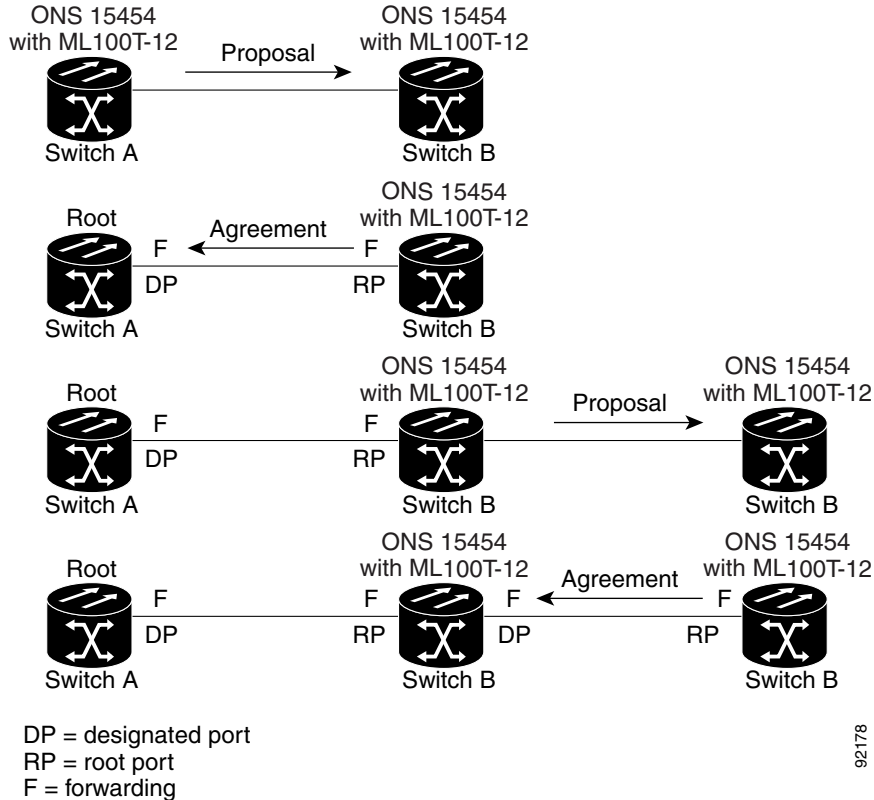 ONS 15454
with ML100T-12
Proposal
ONS 15454
with ML100T-12
Switch A
Switch B
Root
F
DP
Agreement
F
RP
ONS 15454
with ML100T-12
Switch A
Switch B
Root
F
DP
F
RP
ONS 15454
with ML100T-12
Proposal
ONS 15454
with ML100T-12
Switch A
Switch B
Switch B
Root
F
DP
F
RP
ONS 15454
with ML100T-12
F
DP
Agreement
F
RP
ONS 15454
with ML100T-12
Switch A
Switch B
Switch B
DP = designated port
RP = root port
F = forwarding
92178